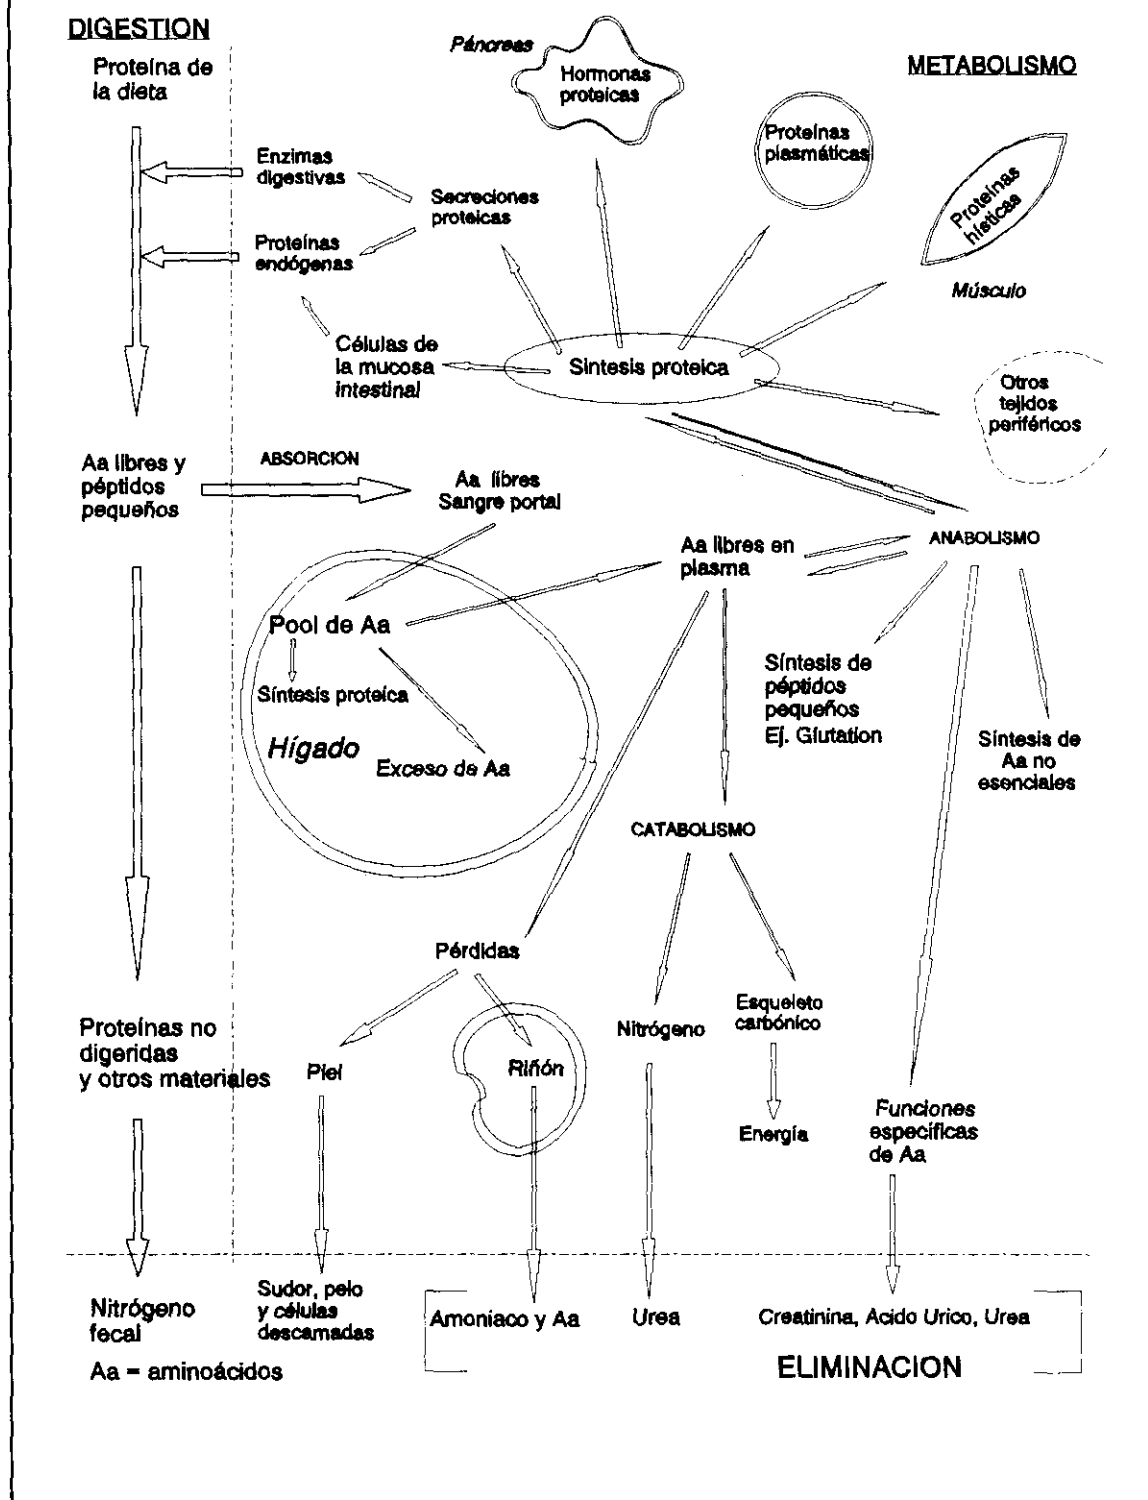 DIGESTION
Proteína de
la dieta
Páncreas
Hormonas
proteicas
METABOLISMO
Proteínas
plasmáticas
Proteínas
hísticas
Músculo
Enzimas
digestivas
Secreciones
proteicas
Proteínas
endógenas
Células de
la mucosa
intestinal
Síntesis proteica
Otros
tejidos
periféricos
Aa libres y
péptidos
pequeños
ABSORCION
Aa libres
Sangre portal
Aa libres en
plasma
ANABOLISMO
Pool de Aa
Síntesis proteica
Hígado
Exceso de Aa
Síntesis de
péptidos
pequeños
Ej. Glutation
Síntesis de
Aa no
esenciales
CATABOLISMO
Pérdidas
Proteínas no
digeridas
y otros materiales
Piel
Riñón
Nitrógeno
Esqueleto
carbónico
Energía
Funciones
específicas
de Aa
Nitrógeno
fecal
Sudor, pelo
y células
descamadas
Amoniaco y Aa
Urea
Creatinina, Acido Urico, Urea
Aa = aminoácidos
ELIMINACION